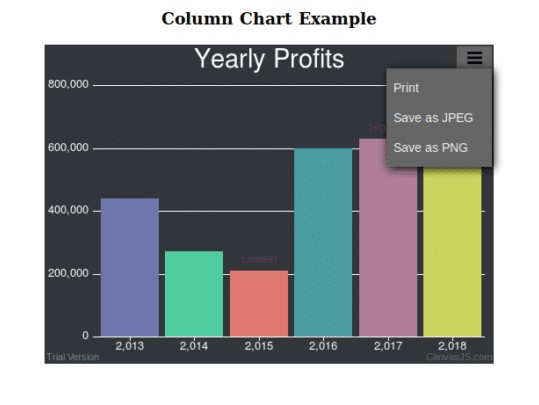 Column Chart Example
Yearly Profits
800,000
Print
Save as JPEG
Save as PNG
600,000
400,000
Lowest
200,000
0
2,013 2,014 2,015 2,016 2,017 2,018
Trial Version
CanvasJS.com